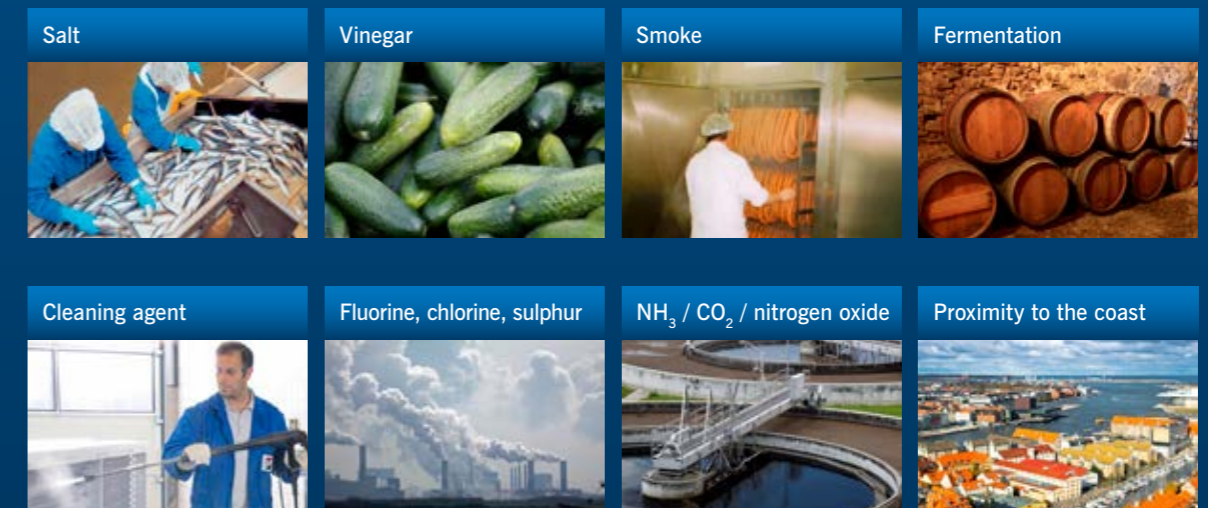 Salt
Vinegar
Smoke
Fermentation
Cleaning agent
Fluorine, chlorine, sulphur
NH₃ / CO₂ / nitrogen oxide
Proximity to the coast